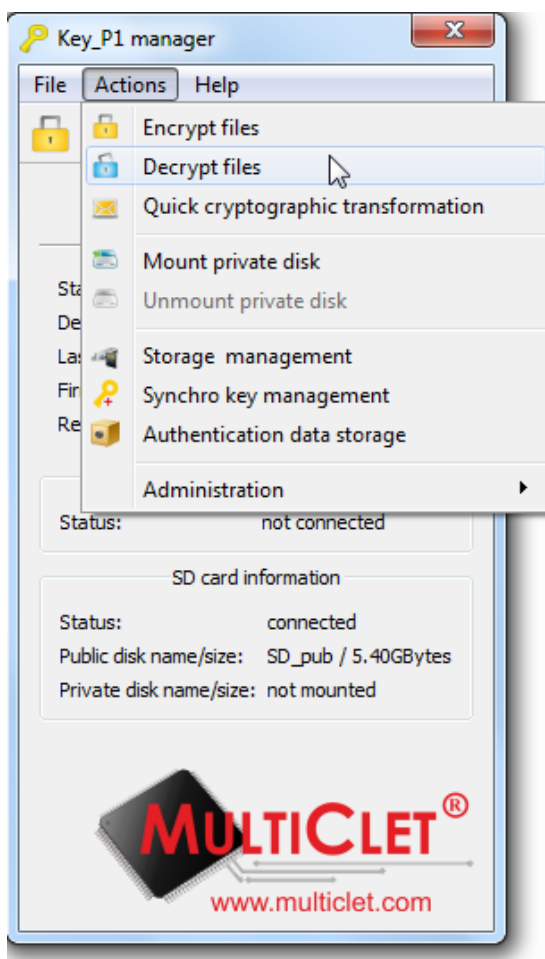 Key_P1 manager
File Actions Help
Encrypt files
Decrypt files
Quick cryptographic transformation
Mount private disk
Unmount private disk
Storage management
Synchro key management
Authentication data storage
Administration
Status: not connected
SD card information
Status: connected
Public disk name/size: SD_pub / 5.40GBytes
Private disk name/size: not mounted
MULTICLET®
www.multiclet.com